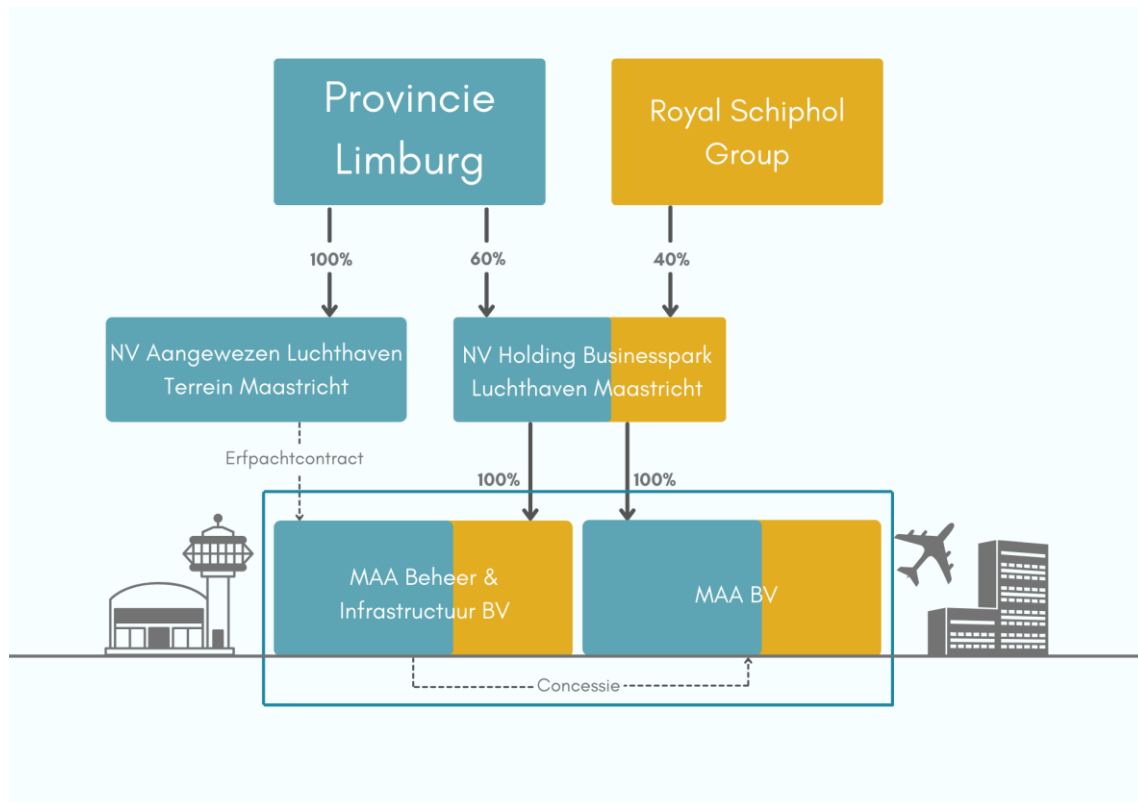 Provincie
Limburg
Royal Schiphol
Group
100%
60%
40%
NV Aangewezen Luchthaven
Terrein Maastricht
NV Holding Businesspark
Luchthaven Maastricht
Erfpachtcontract
100%
100%
MAA Beheer &
Infrastructuur BV
MAA BV
Concessie